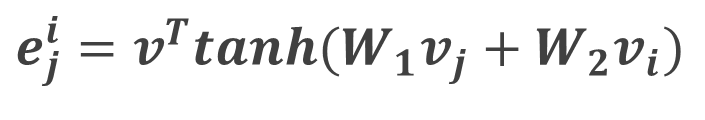 e_j^i = v^T tanh(W_1 v_j + W_2 v_i)